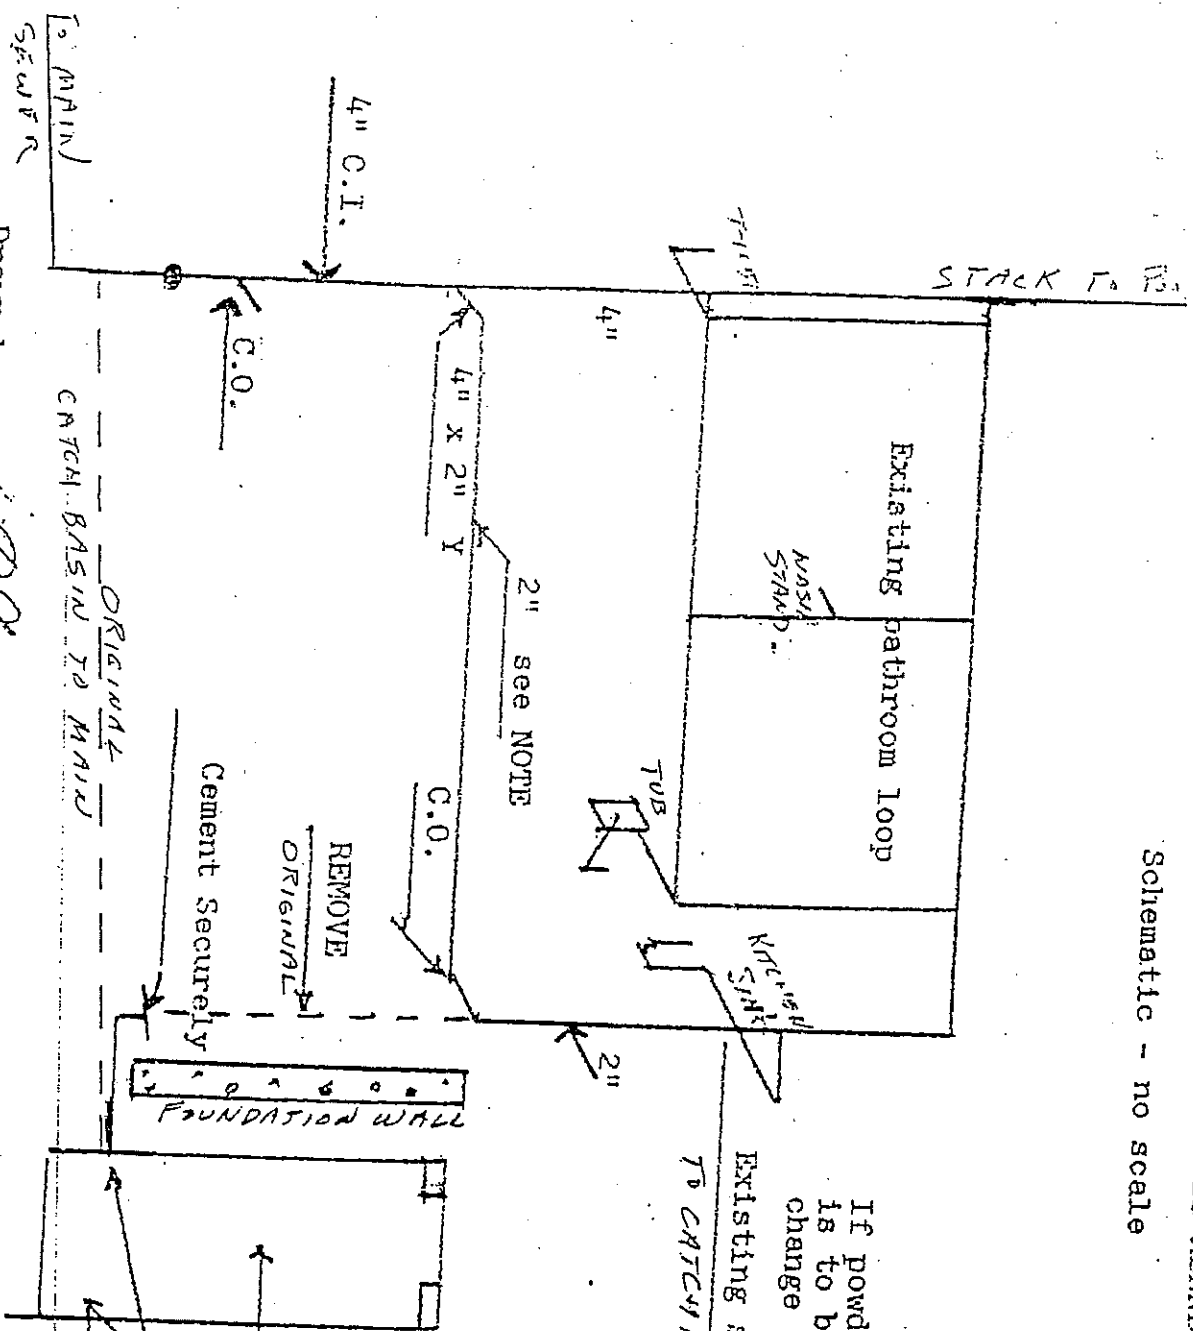 Schematic - no scale
STACK TO
Existing bathroom loop
WASH
STAND.
TUB
KITCHEN
SINK
4"
4" C.I.
C.O.
4" x 2" Y
2" see NOTE
C.O.
2"
If powd
is to b
change
Existing
TO CATCH
REMOVE
ORIGINAL
Cement Securely
FOUNDATION WALL
ORIGINAL
CATCH-BASIN TO MAIN
TO MAIN
SEWER
A